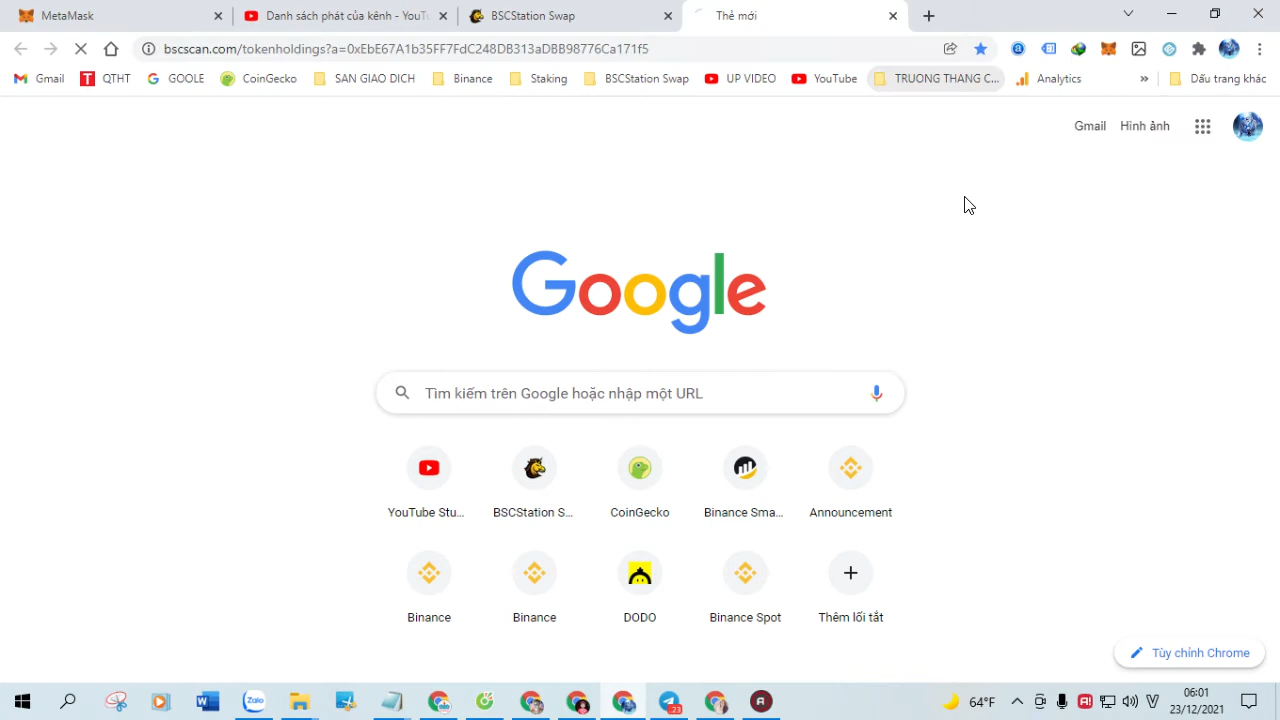 MetaMask
Danh sách phát của kênh - YouTu
BSCStation Swap
Thẻ mới
bscscan.com/tokenholdings?a=0xEbE67A1b35FF7FdC248DB313aDBB98776Ca171f5
Gmail
QTHT
GOOLE
CoinGecko
SAN GIAO DICH
Binance
Staking
BSCStation Swap
UP VIDEO
YouTube
TRUONG THANG C...
Analytics
»
Dấu trang khác
Gmail
Hình ảnh
Google
Tìm kiếm trên Google hoặc nhập một URL
YouTube Stu...
BSCStation S...
CoinGecko
Binance Sma...
Announcement
Binance
Binance
DODO
Binance Spot
Thêm lối tắt
Tùy chỉnh Chrome
Zalo
23
64°F
06:01
23/12/2021